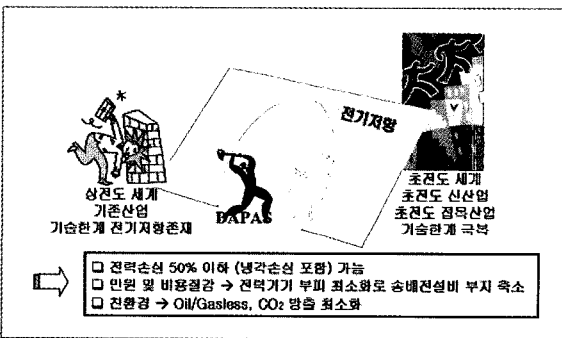 전기저항
상전도 세계
기존산업
기술한계 전기저항존재
DAPAS
초전도 세계
초전도 신산업
초전도 접목산업
기술한계 극복
❑ 전력손실 50% 이하 (냉각손실 포함) 가능
❑ 민원 및 비용절감 → 전력기기 부피 최소화로 송배전설비 부지 축소
❑ 친환경 → Oil/Gasless, CO₂ 방출 최소화